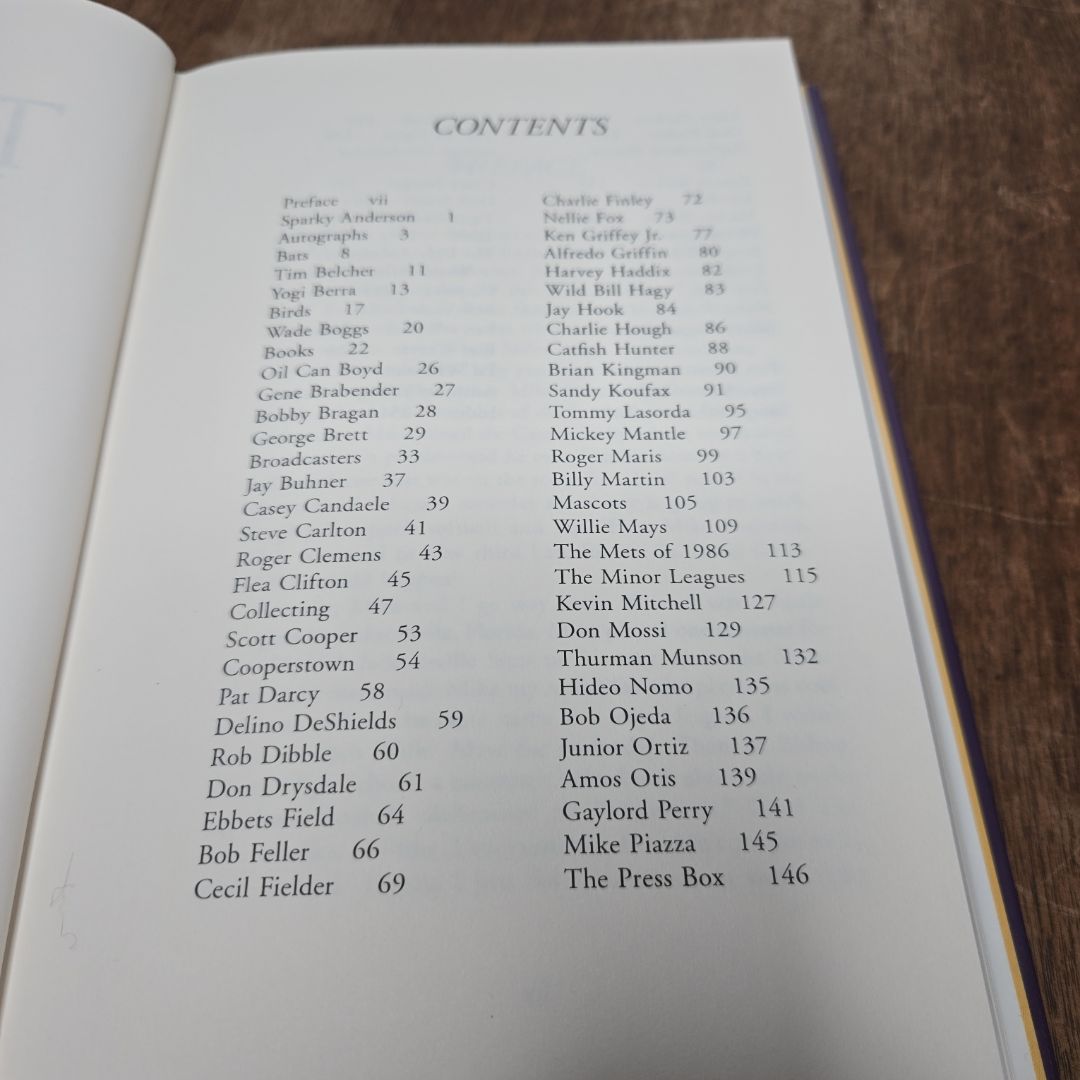 CONTENTS
Preface vii
Sparky Anderson 1
Autographs 3
Bats 8
Tim Belcher 11
Yogi Berra 13
Birds 17
Wade Boggs 20
Books 22
Oil Can Boyd 26
Gene Brabender 27
Bobby Bragan 28
George Brett 29
Broadcasters 33
Jay Buhner 37
Casey Candaele 39
Steve Carlton 41
Roger Clemens 43
Flea Clifton 45
Collecting 47
Scott Cooper 53
Cooperstown 54
Pat Darcy 58
Delino DeShields 59
Rob Dibble 60
Don Drysdale 61
Ebbets Field 64
Bob Feller 66
Cecil Fielder 69
Charlie Finley 72
Nellie Fox 73
Ken Griffey Jr. 77
Alfredo Griffin 80
Harvey Haddix 82
Wild Bill Hagy 83
Jay Hook 84
Charlie Hough 86
Catfish Hunter 88
Brian Kingman 90
Sandy Koufax 91
Tommy Lasorda 95
Mickey Mantle 97
Roger Maris 99
Billy Martin 103
Mascots 105
Willie Mays 109
The Mets of 1986 113
The Minor Leagues 115
Kevin Mitchell 127
Don Mossi 129
Thurman Munson 132
Hideo Nomo 135
Bob Ojeda 136
Junior Ortiz 137
Amos Otis 139
Gaylord Perry 141
Mike Piazza 145
The Press Box 146